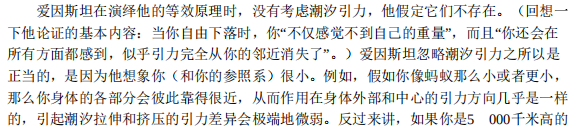 爱因斯坦在演绎他的等效原理时，没有考虑潮汐引力，他假定它们不存在。（回想一
下他论证的基本内容：当你自由下落时，你“不仅感觉不到自己的重量”，而且“你还会在
所有方面都感到，似乎引力完全从你的邻近消失了”。）爱因斯坦忽略潮汐引力之所以是
正当的，是因为他想象你（和你的参照系）很小。例如，假如你像蚂蚁那么小或者更小，
那么你身体的各部分会彼此靠得很近，从而作用在身体外部和中心的引力方向几乎是一样
的，引起潮汐拉伸和挤压的引力差异会极端地微弱。反过来讲，如果你是5 000千米高的